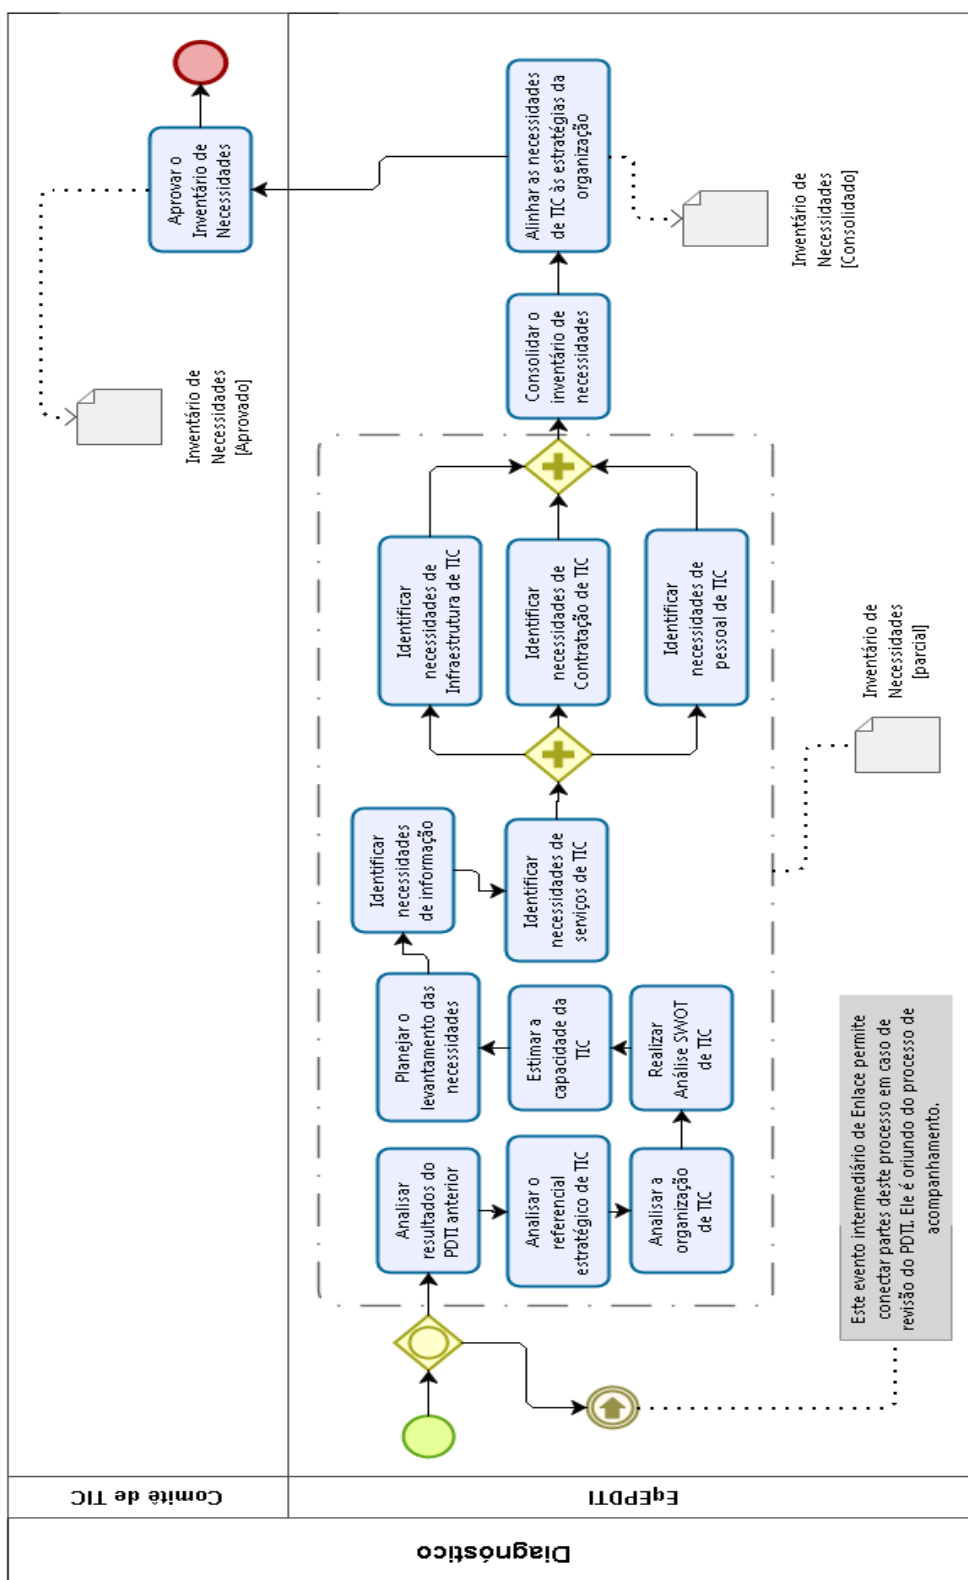 Diagnóstico
Comitê de TIC
EqEPDTI
Aprovar o
Inventário de
Necessidades
Inventário de
Necessidades
[Aprovado]
Analisar
resultados do
PDTI anterior
Analisar o
referencial
estratégico de TIC
Analisar a
organização
de TIC
Realizar
Análise SWOT
de TIC
Estimar a
capacidade da
TIC
Planejar o
levantamento das
necessidades
Identificar
necessidades
de informação
Identificar
necessidades de
serviços de TIC
Identificar
necessidades de
Infraestrutura de TIC
Identificar
necessidades de
Contratação de TIC
Identificar
necessidades de
pessoal de TIC
Consolidar o
inventário de
necessidades
Alinhar as necessidades
de TIC às estratégias da
organização
Inventário de
Necessidades
[Consolidado]
Inventário de
Necessidades
[parcial]
Este evento intermediário de Enlace permite
conectar partes deste processo em caso de
revisão do PDTI. Ele é oriundo do processo de
acompanhamento.